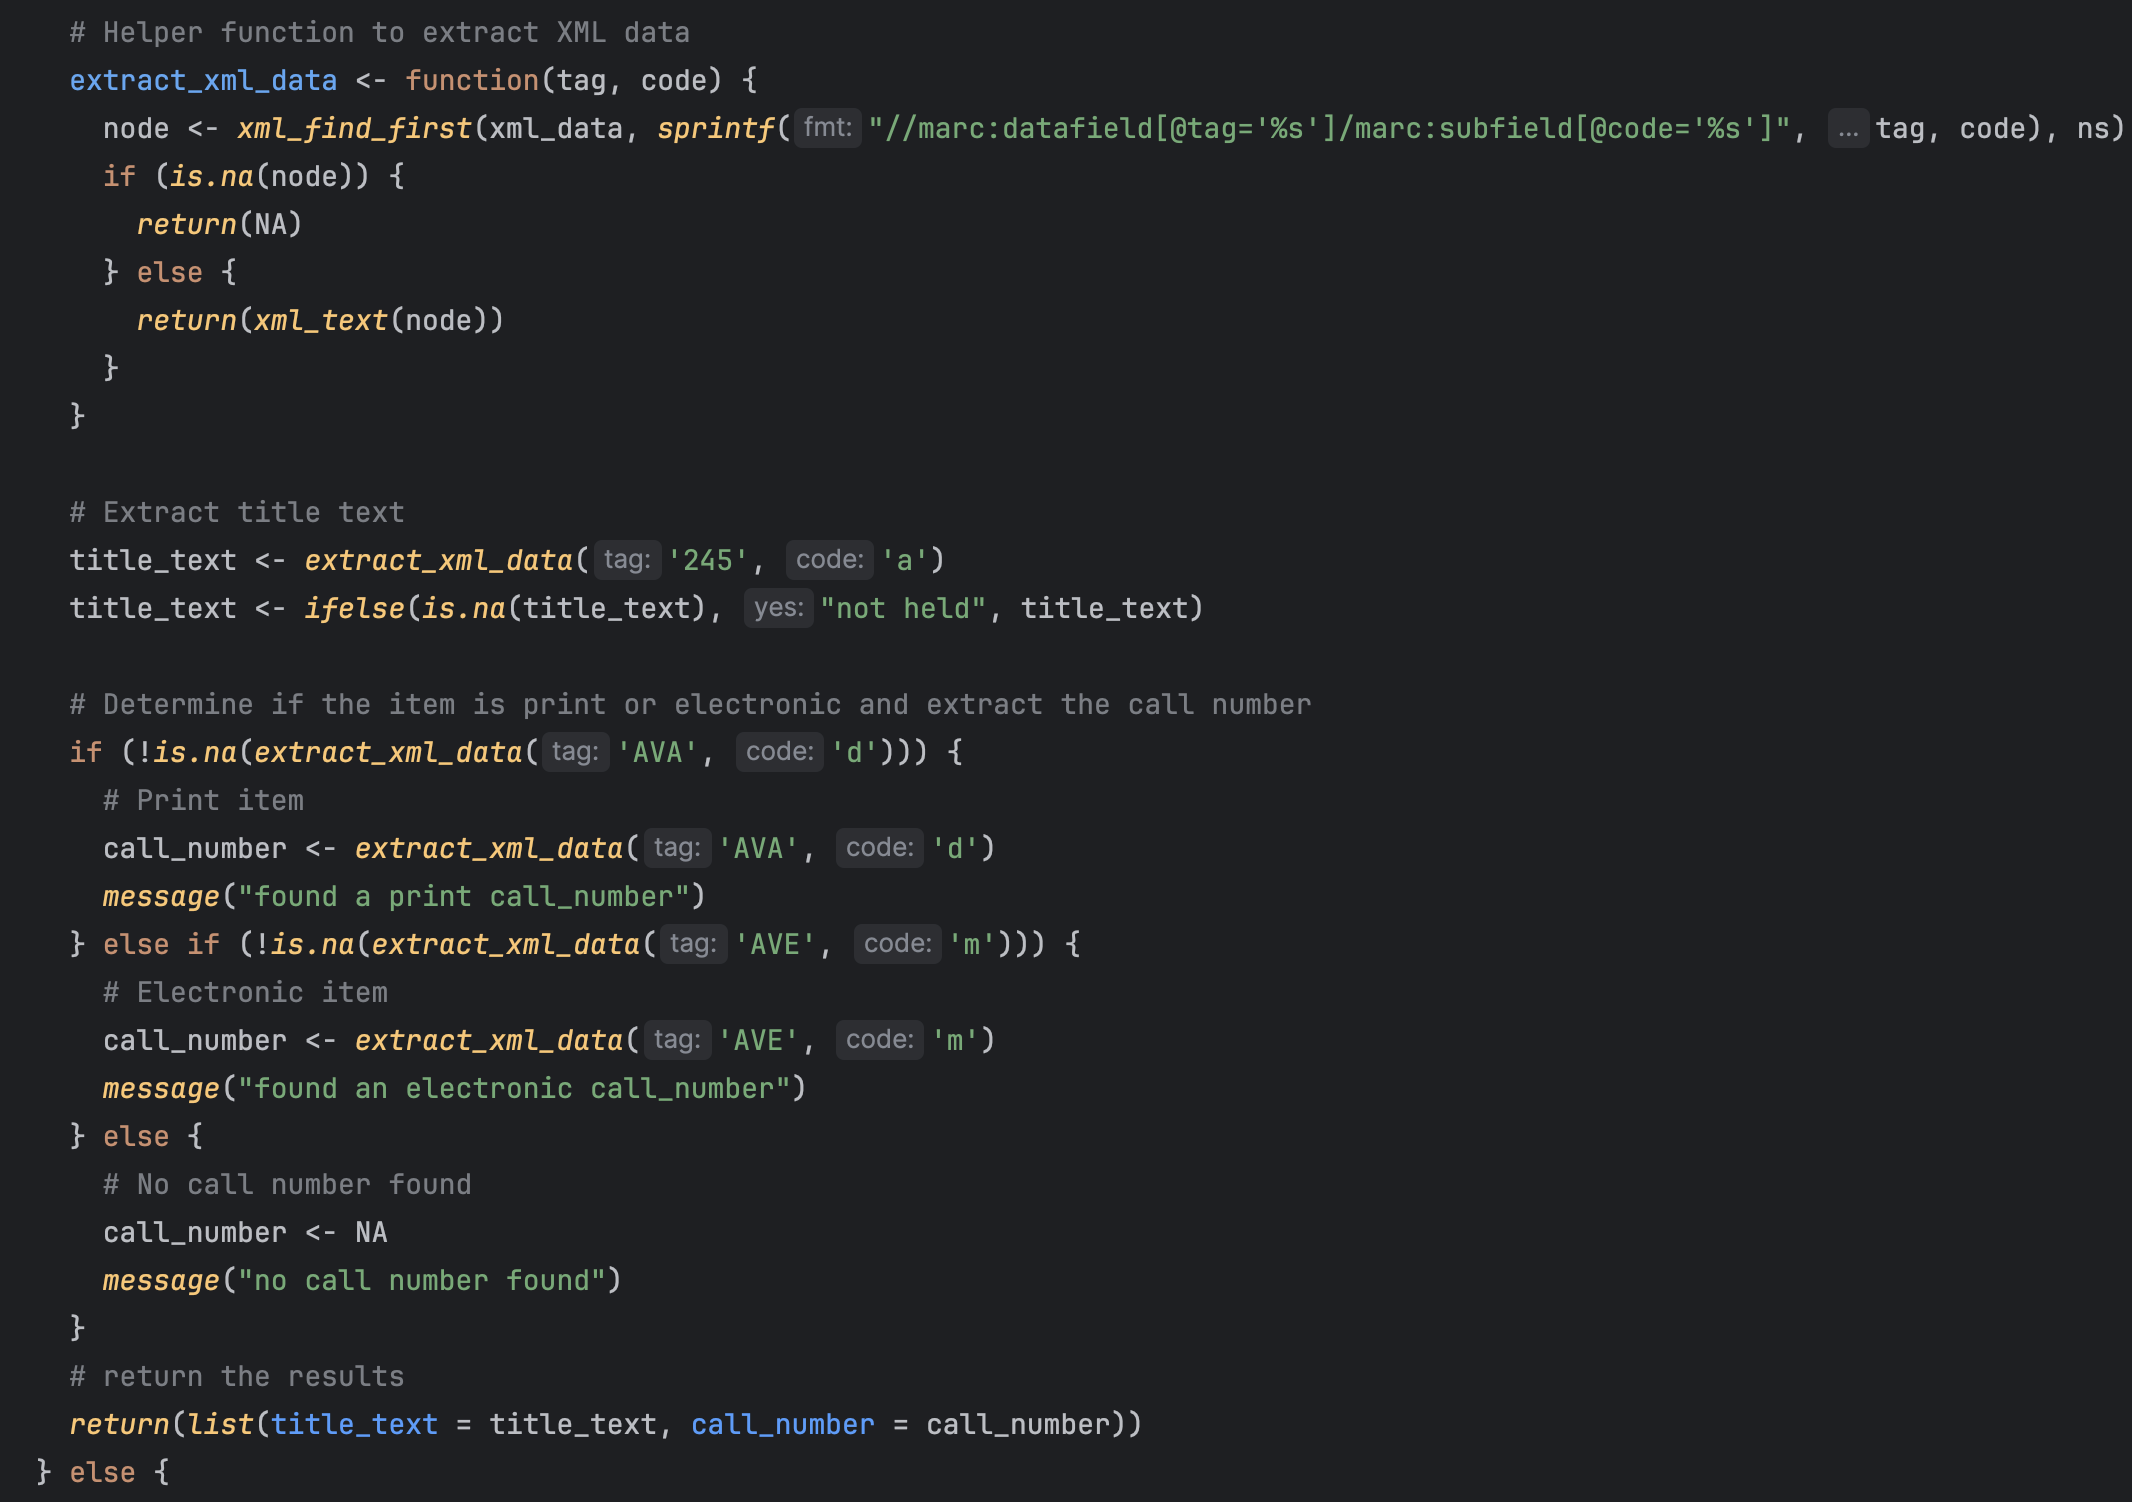 # Helper function to extract XML data
extract_xml_data <- function(tag, code) {
node <- xml_find_first(xml_data, sprintf(fmt: "//marc:datafield[@tag='%s']/marc:subfield[@code='%s']", ... tag, code), ns)
if (is.na(node)) {
return(NA)
} else {
return(xml_text(node))
}
}
# Extract title text
title_text <- extract_xml_data(tag: '245', code: 'a')
title_text <- ifelse(is.na(title_text), yes: "not held", title_text)
# Determine if the item is print or electronic and extract the call number
if (!is.na(extract_xml_data(tag: 'AVA', code: 'd'))) {
# Print item
call_number <- extract_xml_data(tag: 'AVA', code: 'd')
message("found a print call_number")
} else if (!is.na(extract_xml_data(tag: 'AVE', code: 'm'))) {
# Electronic item
call_number <- extract_xml_data(tag: 'AVE', code: 'm')
message("found an electronic call_number")
} else {
# No call number found
call_number <- NA
message("no call number found")
}
# return the results
return(list(title_text = title_text, call_number = call_number))
} else {